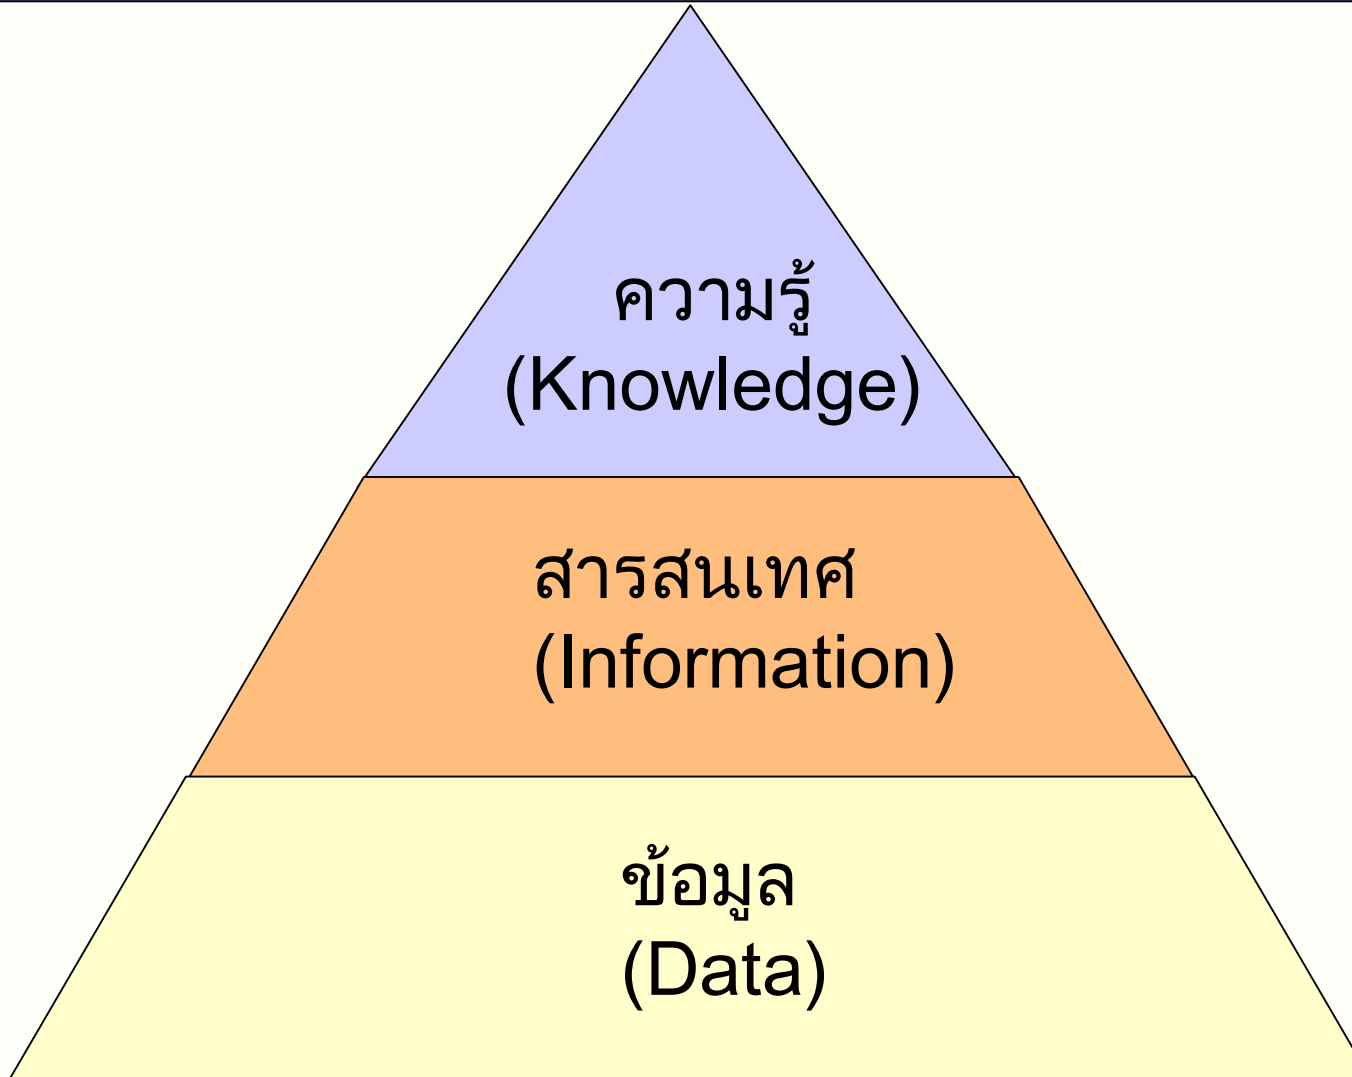 ความรู้
(Knowledge)
สารสนเทศ
(Information)
ข้อมูล
(Data)